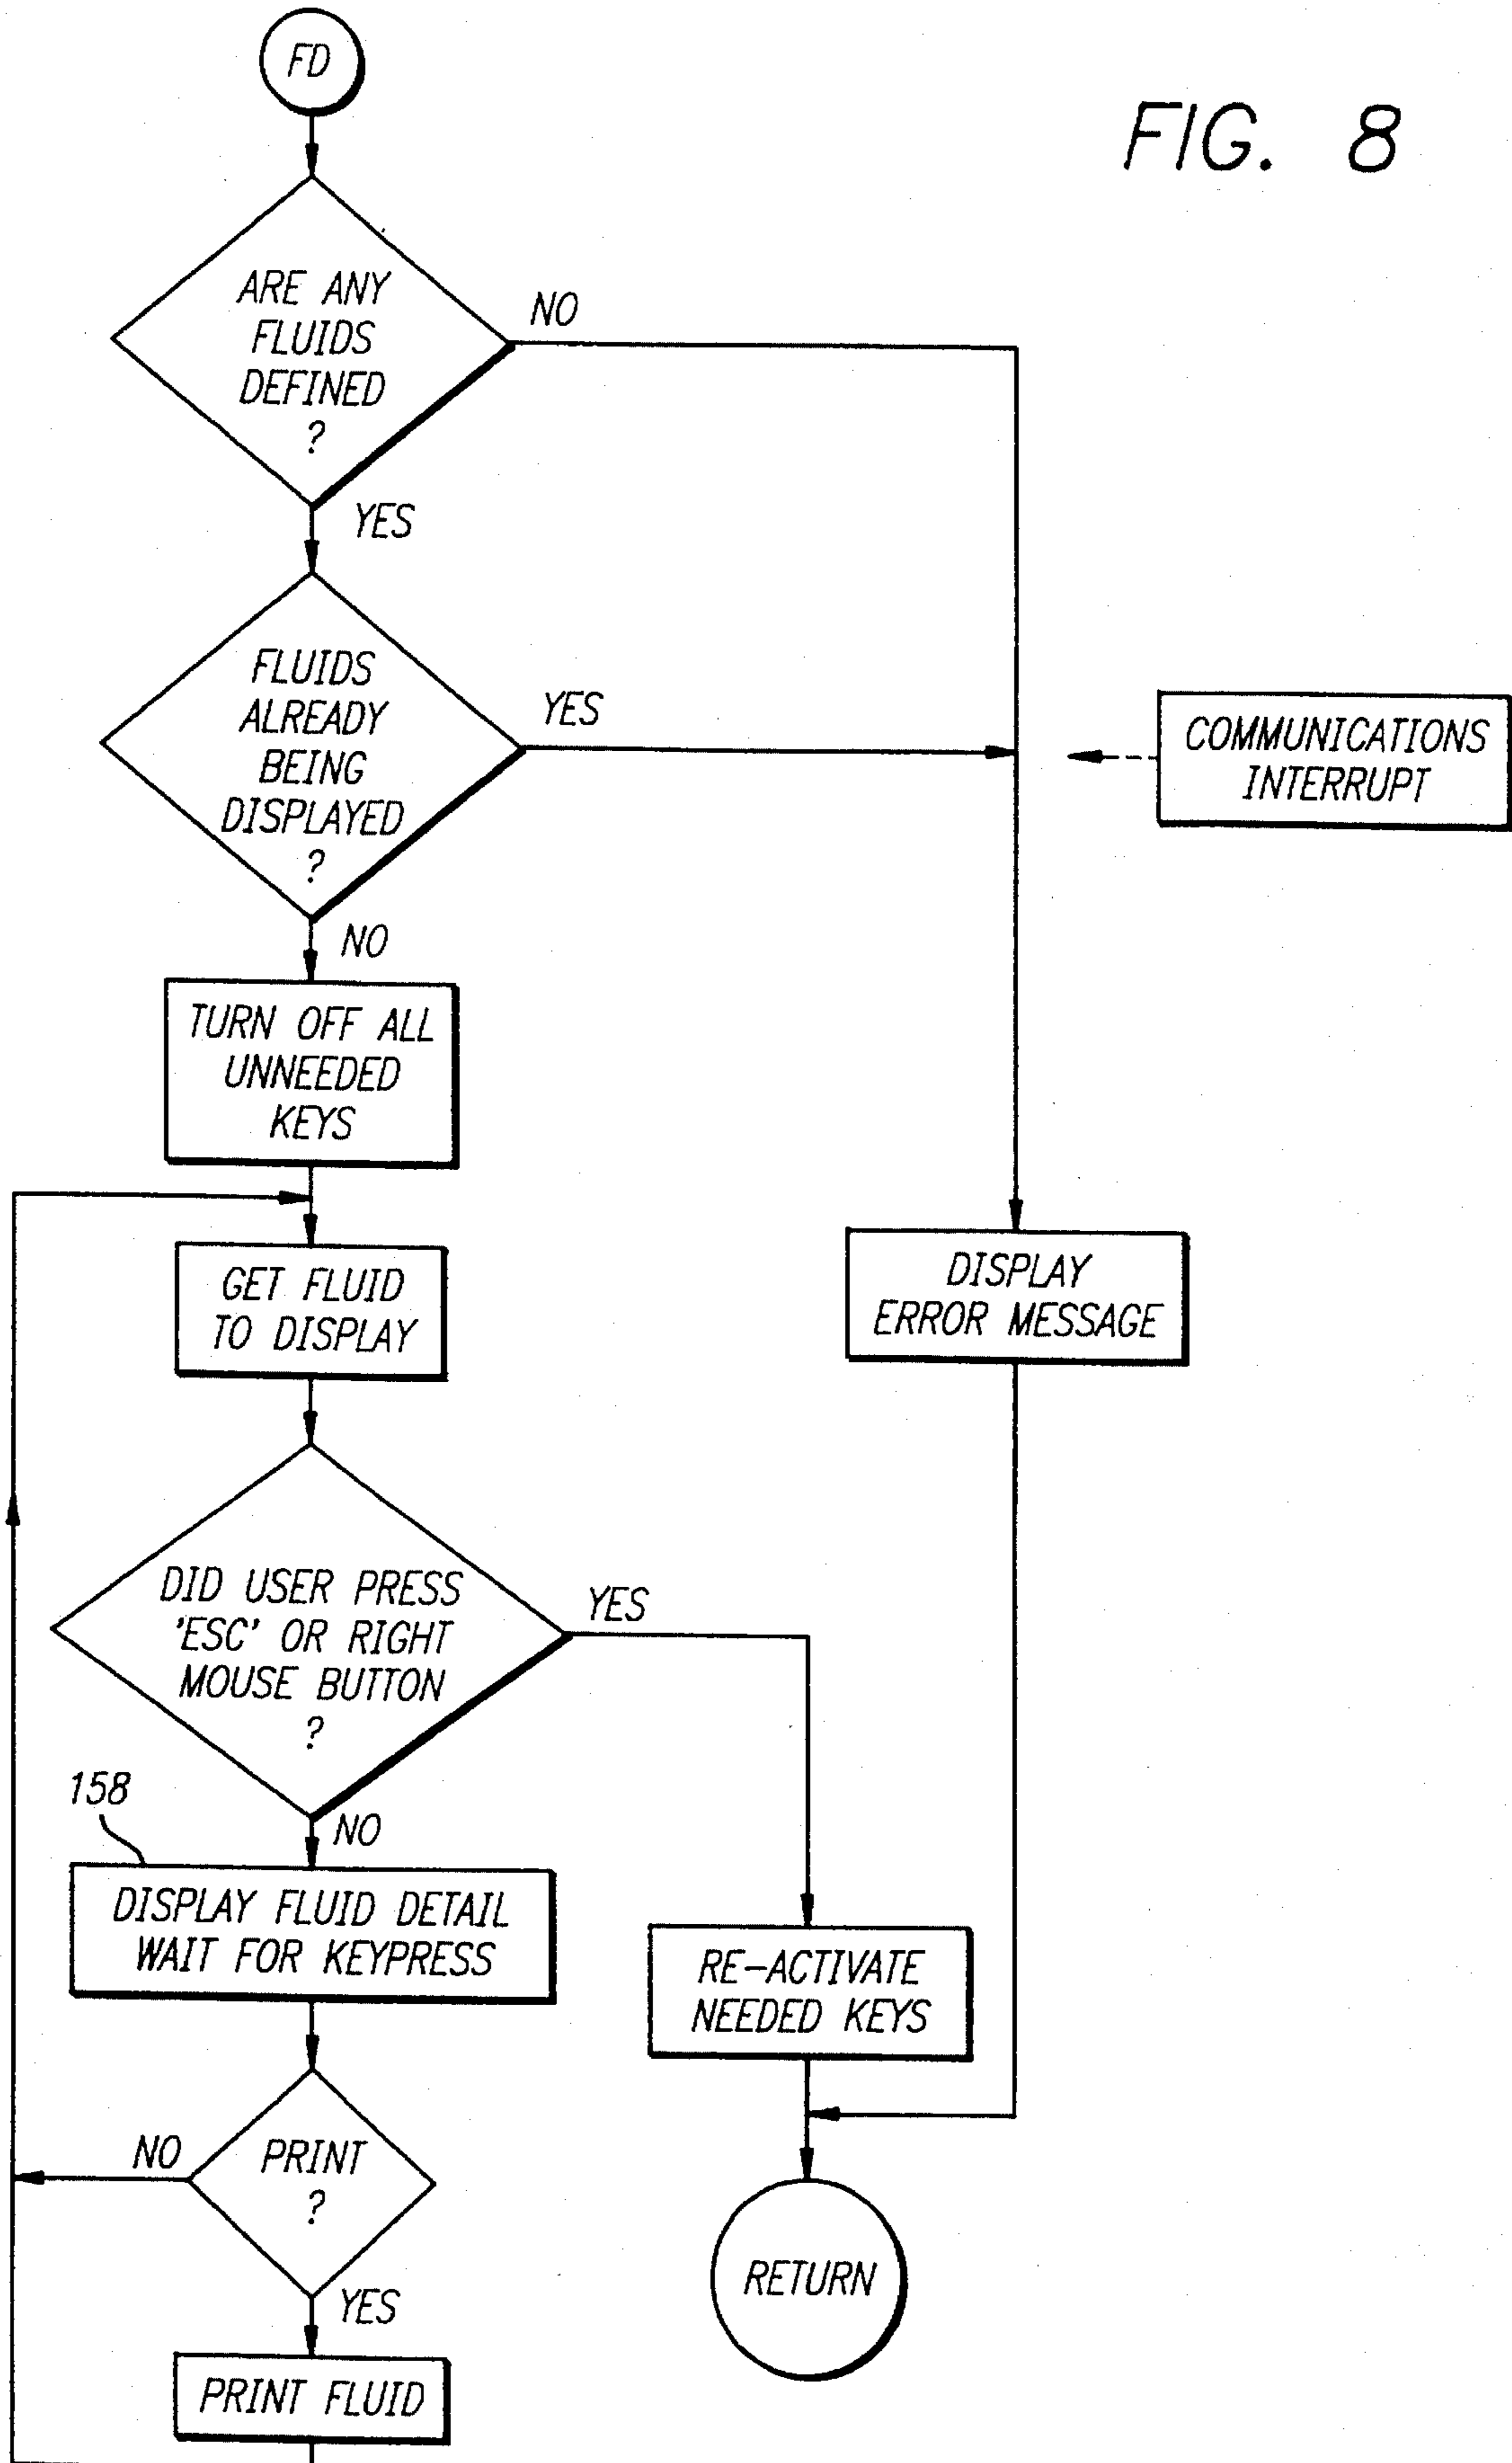 FD
FIG. 8
ARE ANY
FLUIDS
DEFINED
?
NO
YES
FLUIDS
ALREADY
BEING
DISPLAYED
?
YES
COMMUNICATIONS
INTERRUPT
NO
TURN OFF ALL
UNNEEDED
KEYS
GET FLUID
TO DISPLAY
DISPLAY
ERROR MESSAGE
DID USER PRESS
'ESC' OR RIGHT
MOUSE BUTTON
?
YES
NO
158
DISPLAY FLUID DETAIL
WAIT FOR KEYPRESS
RE-ACTIVATE
NEEDED KEYS
PRINT
?
NO
YES
RETURN
PRINT FLUID